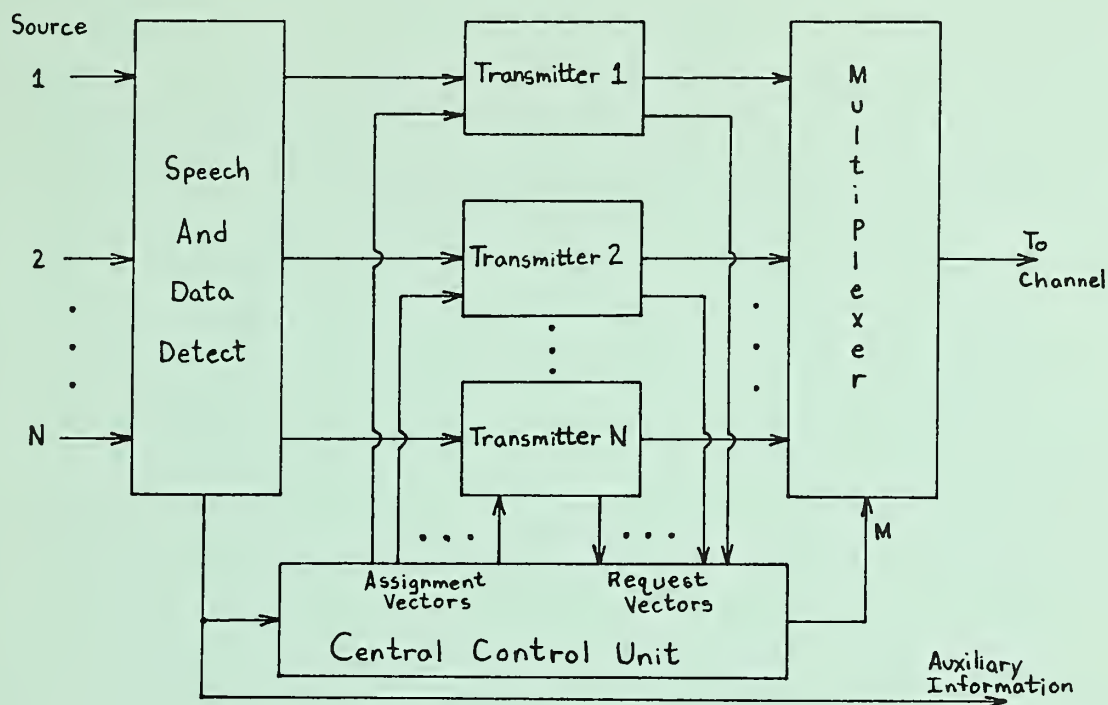 Source
1
2
N
Speech
And
Data
Detect
Transmitter 1
Transmitter 2
Transmitter N
Multiplexer
To
Channel
M
Assignment
Vectors
Request
Vectors
Central Control Unit
Auxiliary
Information